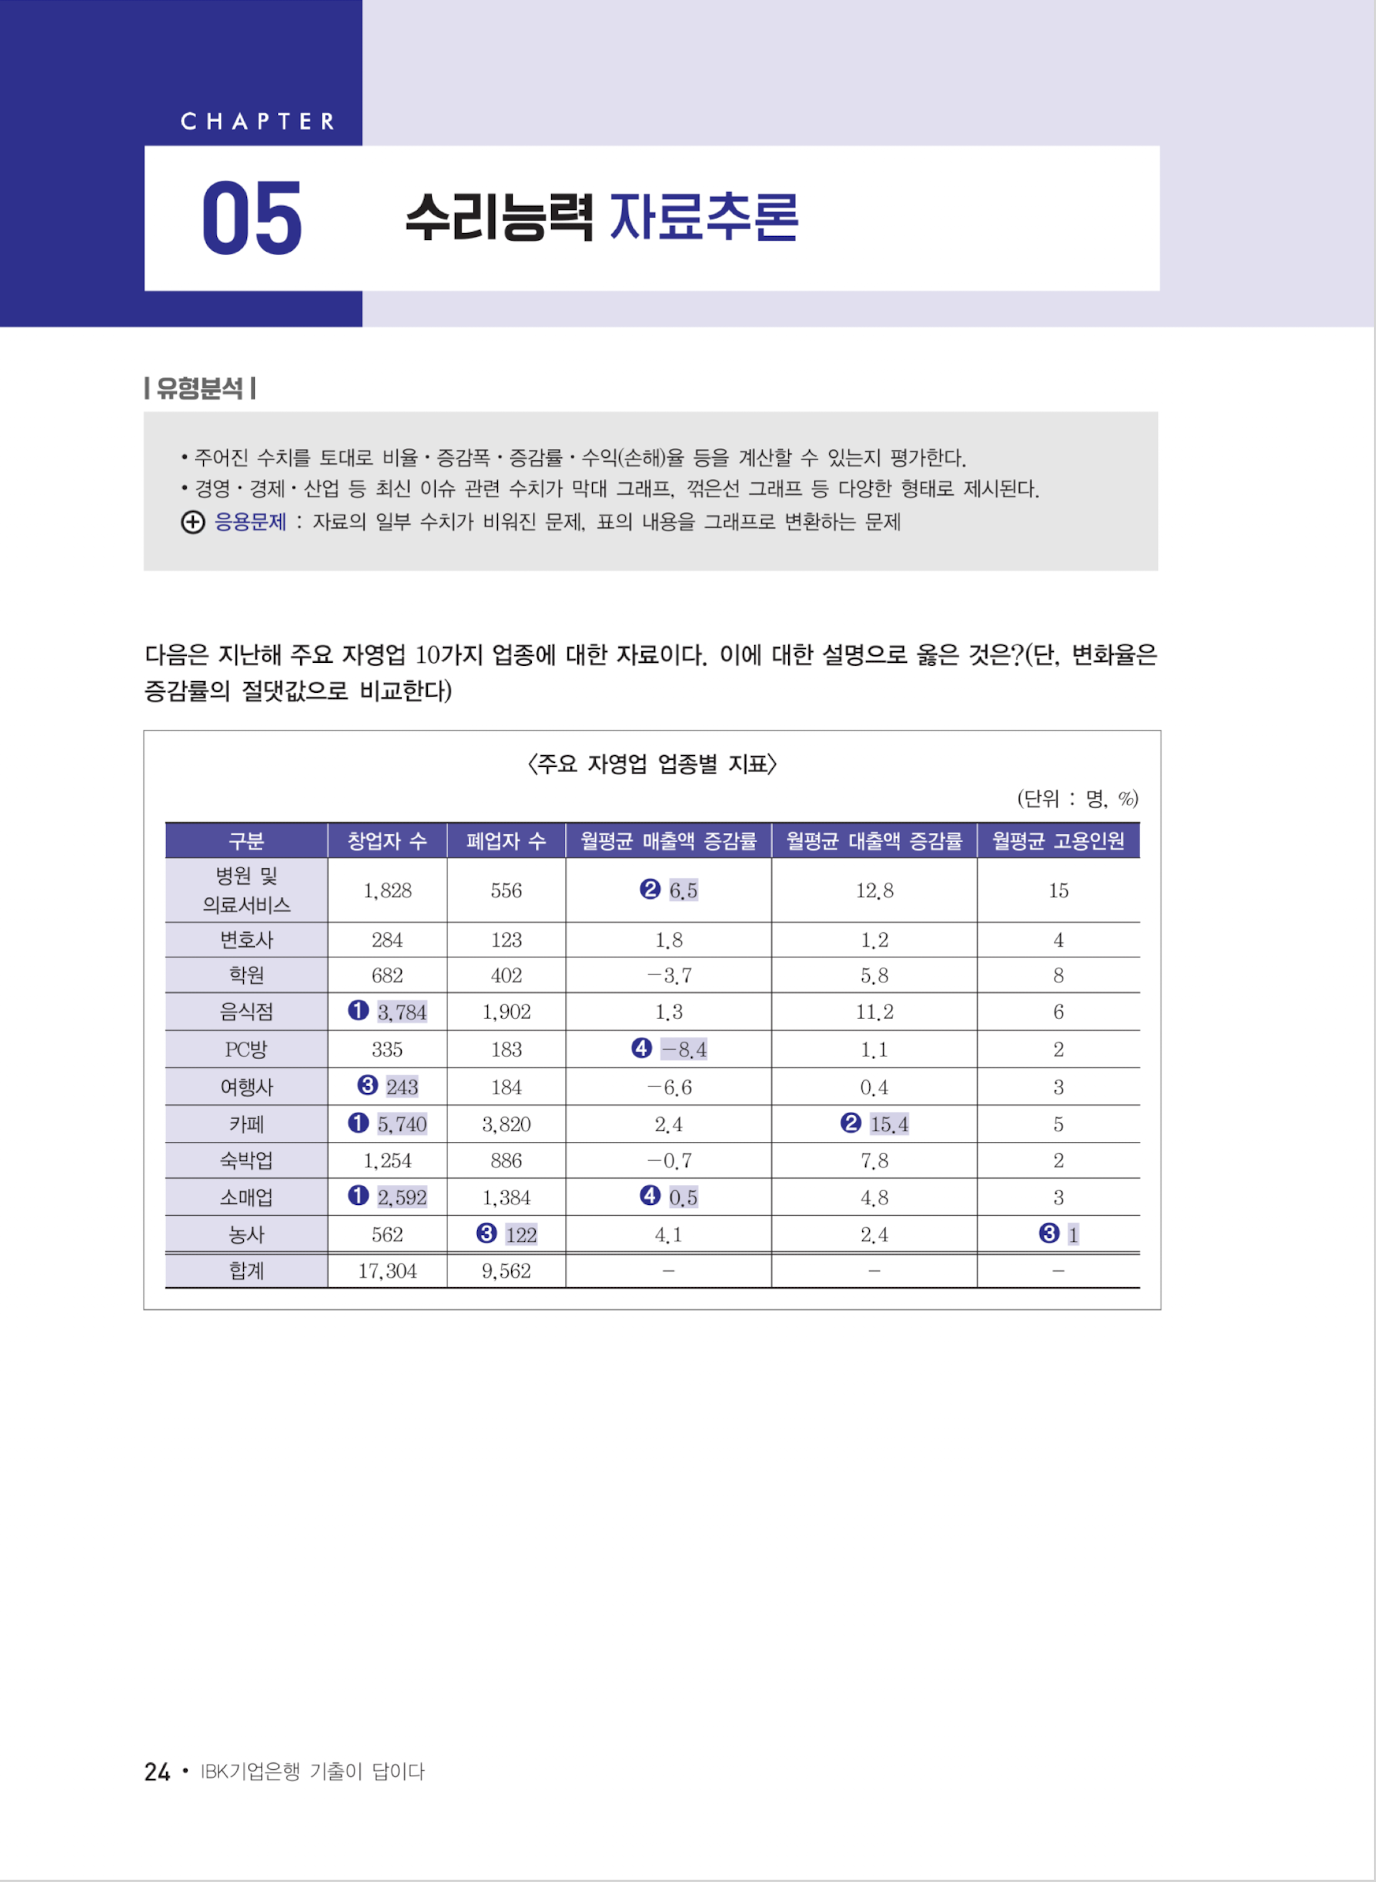 CHAPTER
05
수리능력 자료추론
| 유형분석 |
• 주어진 수치를 토대로 비율·증감폭·증감률·수익(손해)율 등을 계산할 수 있는지 평가한다.
• 경영·경제·산업 등 최신 이슈 관련 수치가 막대 그래프, 꺾은선 그래프 등 다양한 형태로 제시된다.
⊕ 응용문제 : 자료의 일부 수치가 비워진 문제, 표의 내용을 그래프로 변환하는 문제
다음은 지난해 주요 자영업 10가지 업종에 대한 자료이다. 이에 대한 설명으로 옳은 것은?(단, 변화율은
증감률의 절댓값으로 비교한다)
〈주요 자영업 업종별 지표〉
(단위 : 명, %)
구분 창업자 수 폐업자 수 월평균 매출액 증감률 월평균 대출액 증감률 월평균 고용인원
병원 및
의료서비스 1,828 556 ❷ 6.5 12.8 15
변호사 284 123 1.8 1.2 4
학원 682 402 −3.7 5.8 8
음식점 ❶ 3,784 1,902 1.3 11.2 6
PC방 335 183 ❹ −8.4 1.1 2
여행사 ❸ 243 184 −6.6 0.4 3
카페 ❶ 5,740 3,820 2.4 ❷ 15.4 5
숙박업 1,254 886 −0.7 7.8 2
소매업 ❶ 2,592 1,384 ❹ 0.5 4.8 3
농사 562 ❸ 122 4.1 2.4 ❸ 1
합계 17,304 9,562 − − −
24 • IBK기업은행 기출이 답이다